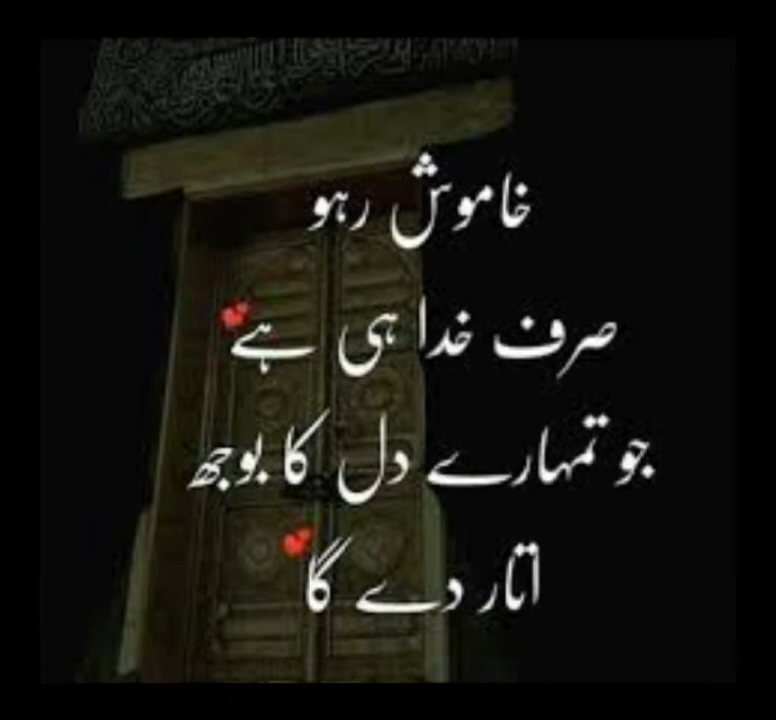 خاموش رہو
صرف خدا ہی ہے
جو تمہارے دل کا بوجھ
اتار دے گا